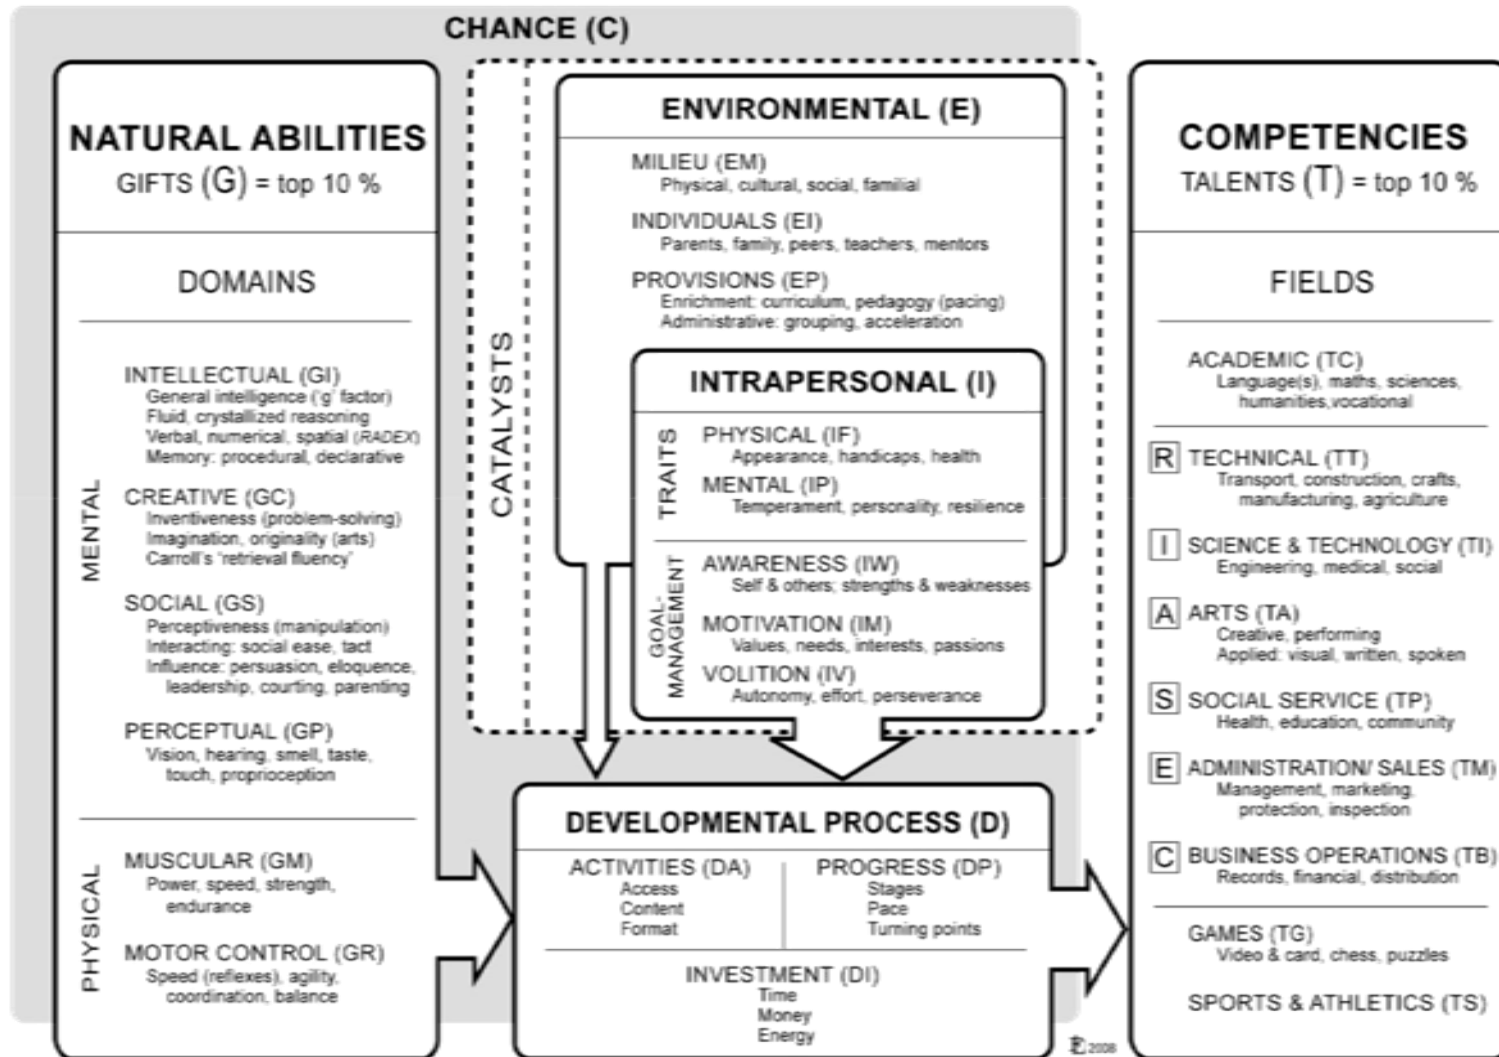 CHANCE (C)
NATURAL ABILITIES
GIFTS (G) = top 10 %
DOMAINS
MENTAL
INTELLECTUAL (GI)
General intelligence ('g' factor)
Fluid, crystallized reasoning
Verbal, numerical, spatial (RADEX)
Memory: procedural, declarative
CREATIVE (GC)
Inventiveness (problem-solving)
Imagination, originality (arts)
Carroll's 'retrieval fluency'
SOCIAL (GS)
Perceptiveness (manipulation)
Interacting: social ease, tact
Influence: persuasion, eloquence,
leadership, courting, parenting
PERCEPTUAL (GP)
Vision, hearing, smell, taste,
touch, proprioception
PHYSICAL
MUSCULAR (GM)
Power, speed, strength,
endurance
MOTOR CONTROL (GR)
Speed (reflexes), agility,
coordination, balance
CATALYSTS
ENVIRONMENTAL (E)
MILIEU (EM)
Physical, cultural, social, familial
INDIVIDUALS (EI)
Parents, family, peers, teachers, mentors
PROVISIONS (EP)
Enrichment: curriculum, pedagogy (pacing)
Administrative: grouping, acceleration
INTRAPERSONAL (I)
TRAITS
PHYSICAL (IF)
Appearance, handicaps, health
MENTAL (IP)
Temperament, personality, resilience
GOAL-
MANAGEMENT
AWARENESS (IW)
Self & others; strengths & weaknesses
MOTIVATION (IM)
Values, needs, interests, passions
VOLITION (IV)
Autonomy, effort, perseverance
DEVELOPMENTAL PROCESS (D)
ACTIVITIES (DA)
Access
Content
Format
PROGRESS (DP)
Stages
Pace
Turning points
INVESTMENT (DI)
Time
Money
Energy
2008
COMPETENCIES
TALENTS (T) = top 10 %
FIELDS
ACADEMIC (TC)
Language(s), maths, sciences,
humanities,vocational
R TECHNICAL (TT)
Transport, construction, crafts,
manufacturing, agriculture
I SCIENCE & TECHNOLOGY (TI)
Engineering, medical, social
A ARTS (TA)
Creative, performing
Applied: visual, written, spoken
S SOCIAL SERVICE (TP)
Health, education, community
E ADMINISTRATION/ SALES (TM)
Management, marketing,
protection, inspection
C BUSINESS OPERATIONS (TB)
Records, financial, distribution
GAMES (TG)
Video & card, chess, puzzles
SPORTS & ATHLETICS (TS)